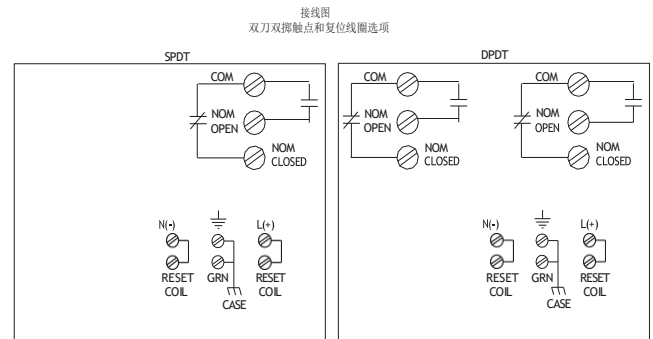 接线图
双刀双掷触点和复位线圈选项
SPDT
COM
NOM
OPEN
NOM
CLOSED
N(-)
L(+)
RESET
COIL
GRN
RESET
COIL
CASE
DPDT
COM
NOM
OPEN
NOM
CLOSED
COM
NOM
OPEN
NOM
CLOSED
N(-)
L(+)
RESET
COIL
GRN
RESET
COIL
CASE